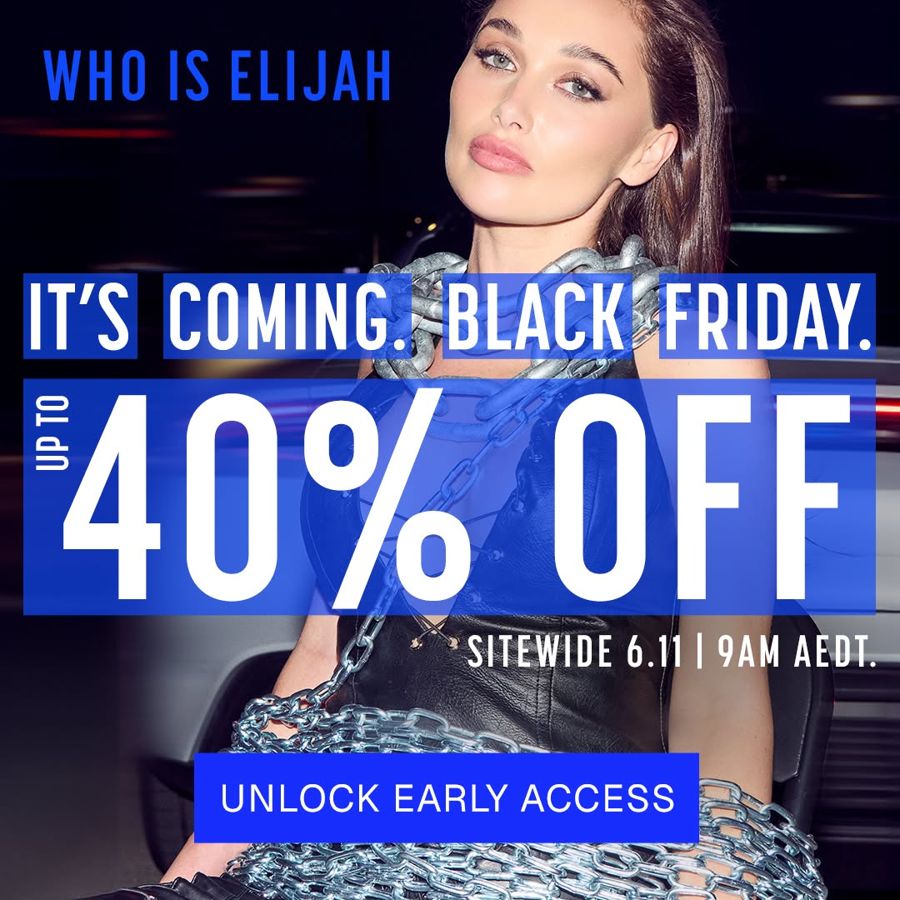 WHO IS ELIJAH
IT'S COMING. BLACK FRIDAY.
UP TO
40% OFF
SITEWIDE 6.11 | 9AM AEDT.
UNLOCK EARLY ACCESS